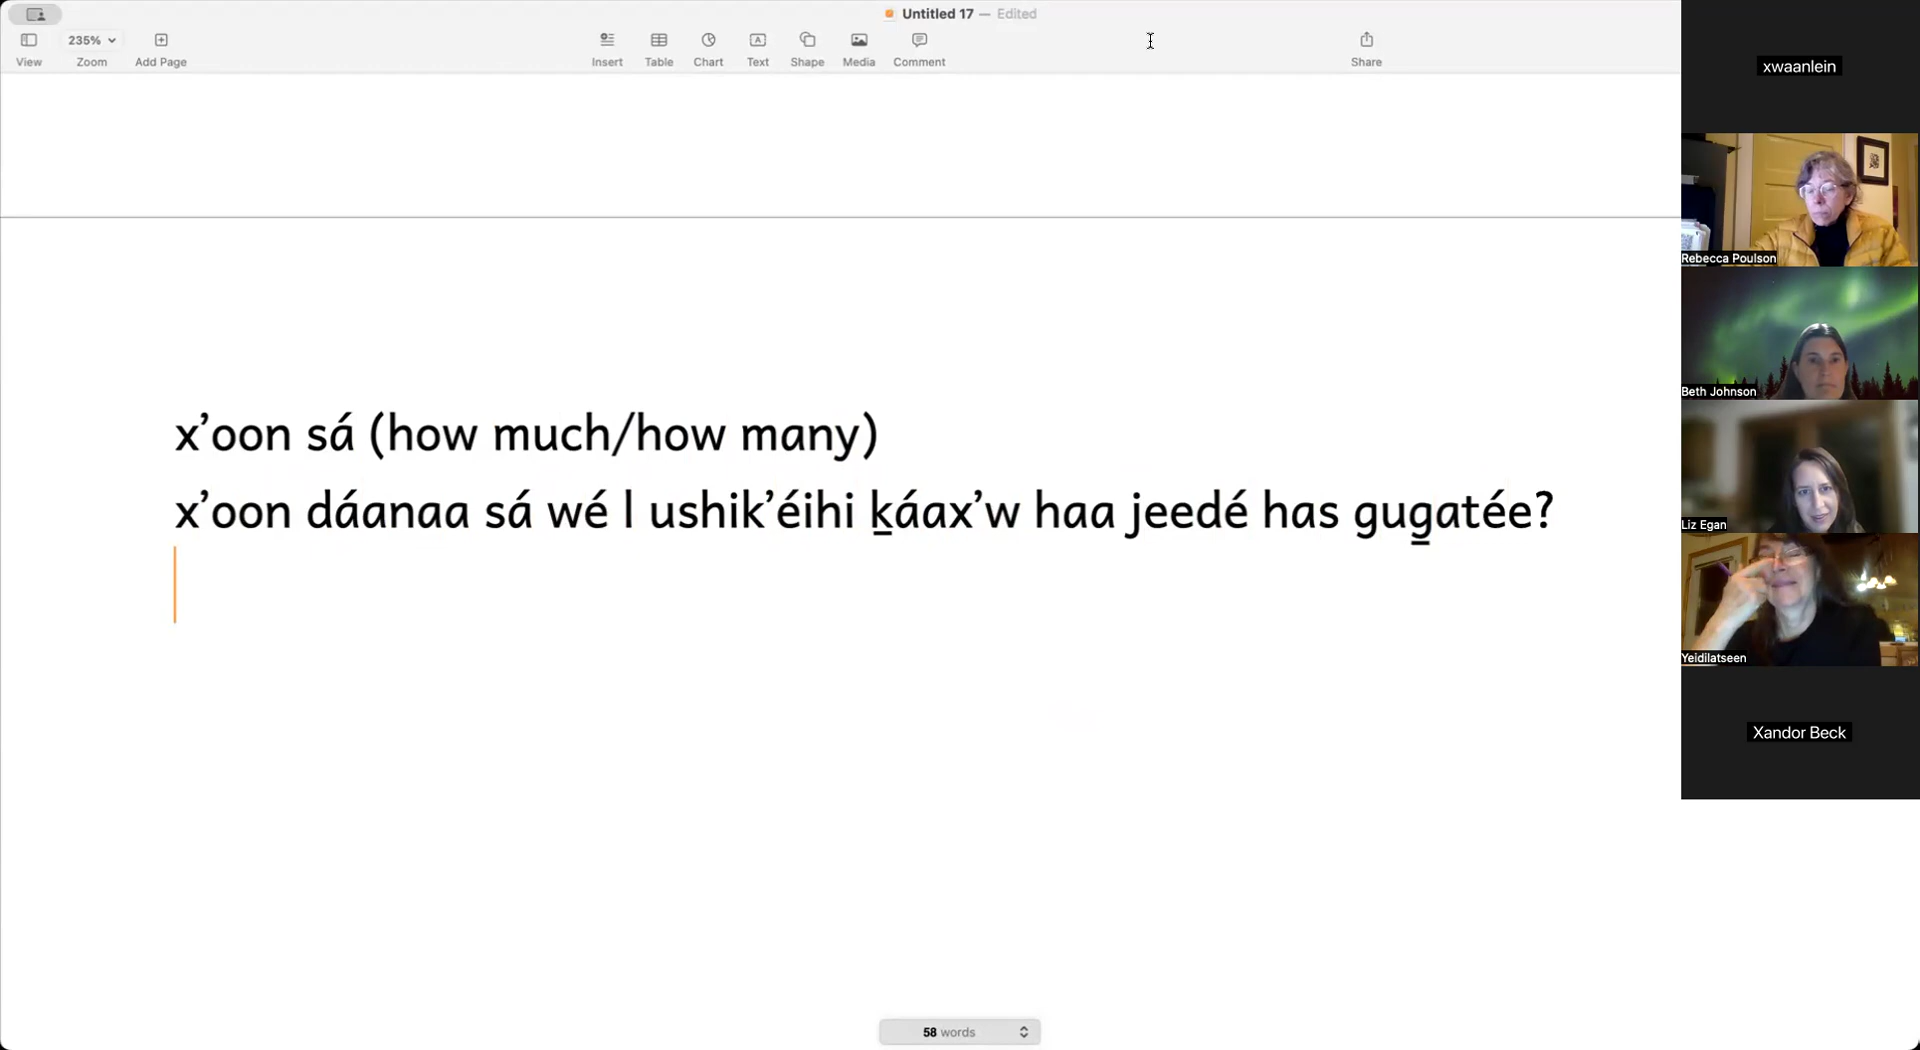 Untitled 17 — Edited
235%
View
Zoom
Add Page
Insert
Table
Chart
Text
Shape
Media
Comment
Share
x’oon sá (how much/how many)
x’oon dáanaa sá wé l ushik’éihi ḵáax’w haa jeedé has gug̱atée?
58 words
xwaanlein
Rebecca Poulson
Beth Johnson
Liz Egan
Yeidilatseen
Xandor Beck